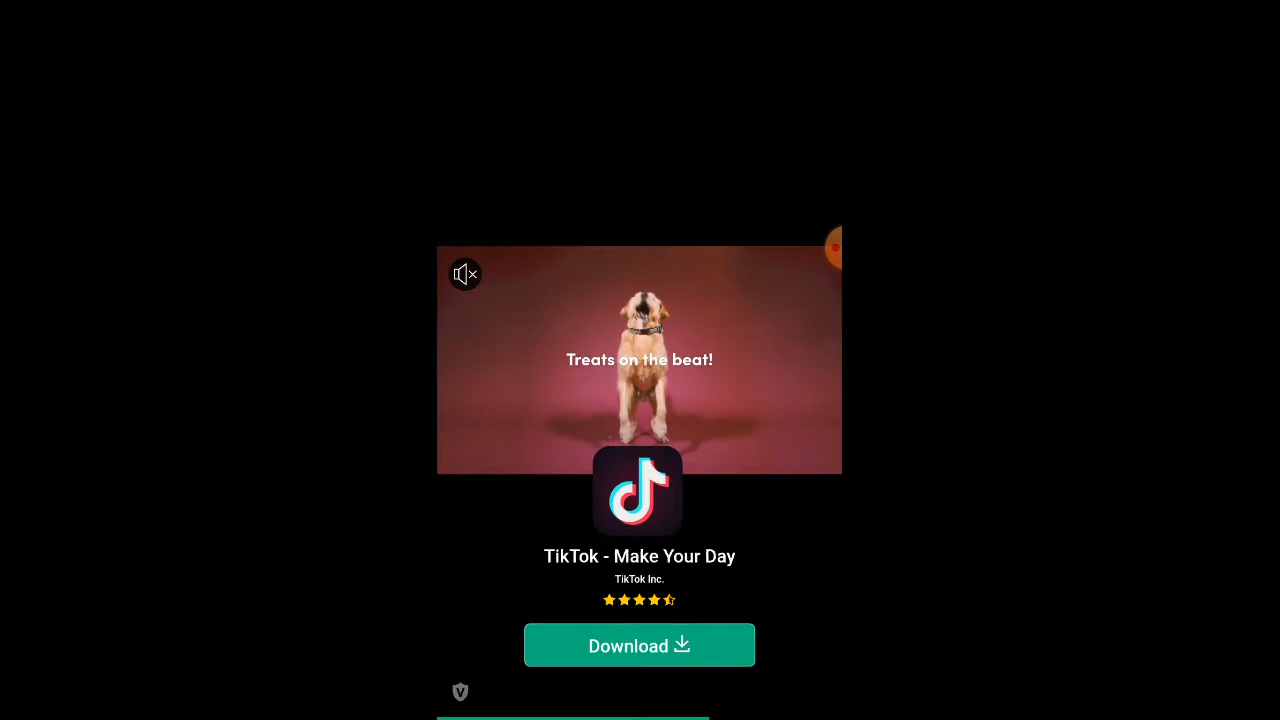 Treats on the beat!
TikTok - Make Your Day
TikTok Inc.
Download
V